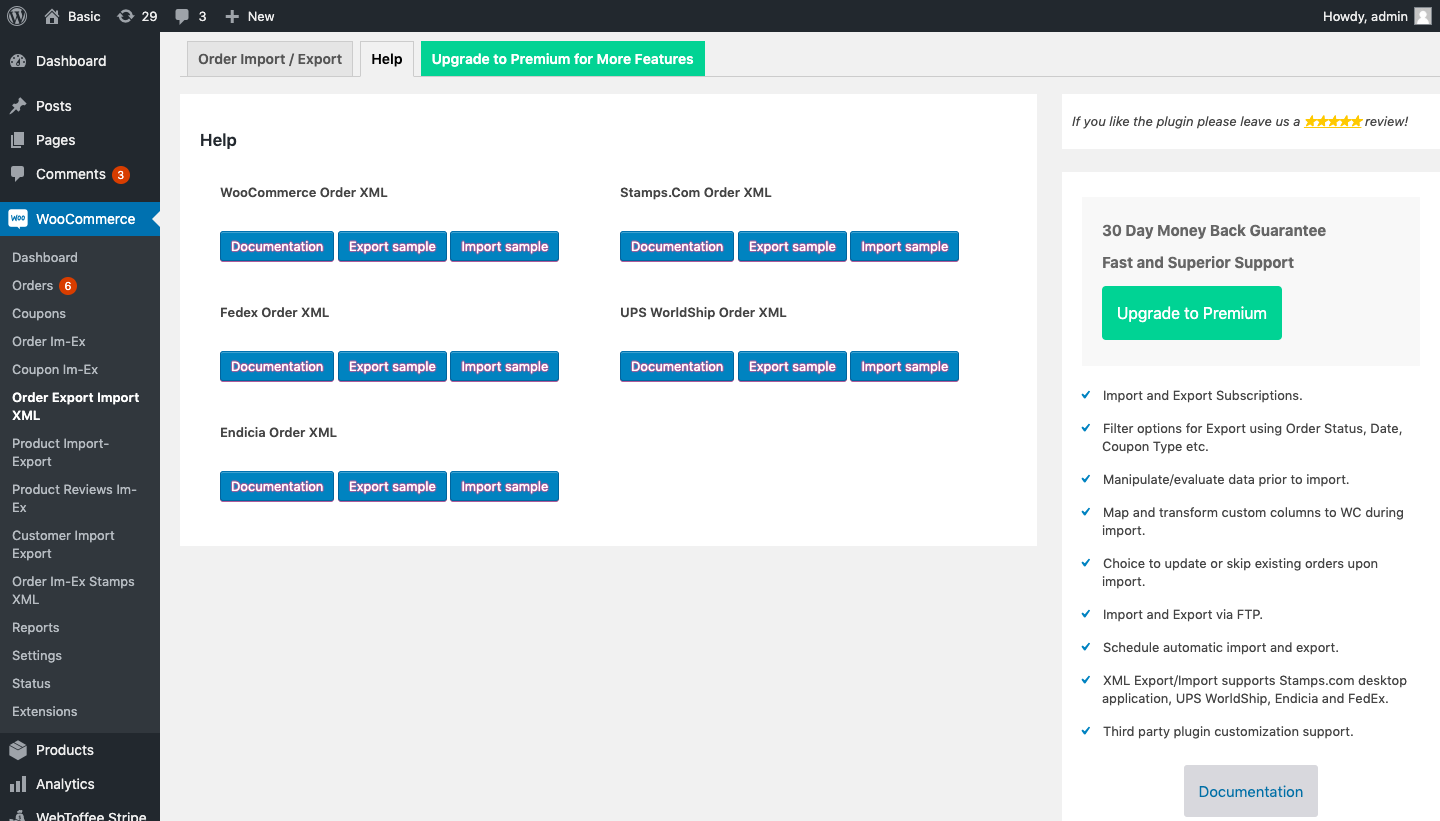 Basic 29 3 New Howdy, admin
Dashboard
Posts
Pages
Comments 3
WOO WooCommerce
Dashboard
Orders 6
Coupons
Order Im-Ex
Coupon Im-Ex
Order Export Import
XML
Product Import-
Export
Product Reviews Im-
Ex
Customer Import
Export
Order Im-Ex Stamps
XML
Reports
Settings
Status
Extensions
Products
Analytics
WebToffee Stripe
Order Import / Export Help Upgrade to Premium for More Features
Help
WooCommerce Order XML
Documentation Export sample Import sample
Stamps.Com Order XML
Documentation Export sample Import sample
Fedex Order XML
Documentation Export sample Import sample
UPS WorldShip Order XML
Documentation Export sample Import sample
Endicia Order XML
Documentation Export sample Import sample
If you like the plugin please leave us a ★★★★★ review!
30 Day Money Back Guarantee
Fast and Superior Support
Upgrade to Premium
Import and Export Subscriptions.
Filter options for Export using Order Status, Date,
Coupon Type etc.
Manipulate/evaluate data prior to import.
Map and transform custom columns to WC during
import.
Choice to update or skip existing orders upon
import.
Import and Export via FTP.
Schedule automatic import and export.
XML Export/Import supports Stamps.com desktop
application, UPS WorldShip, Endicia and FedEx.
Third party plugin customization support.
Documentation